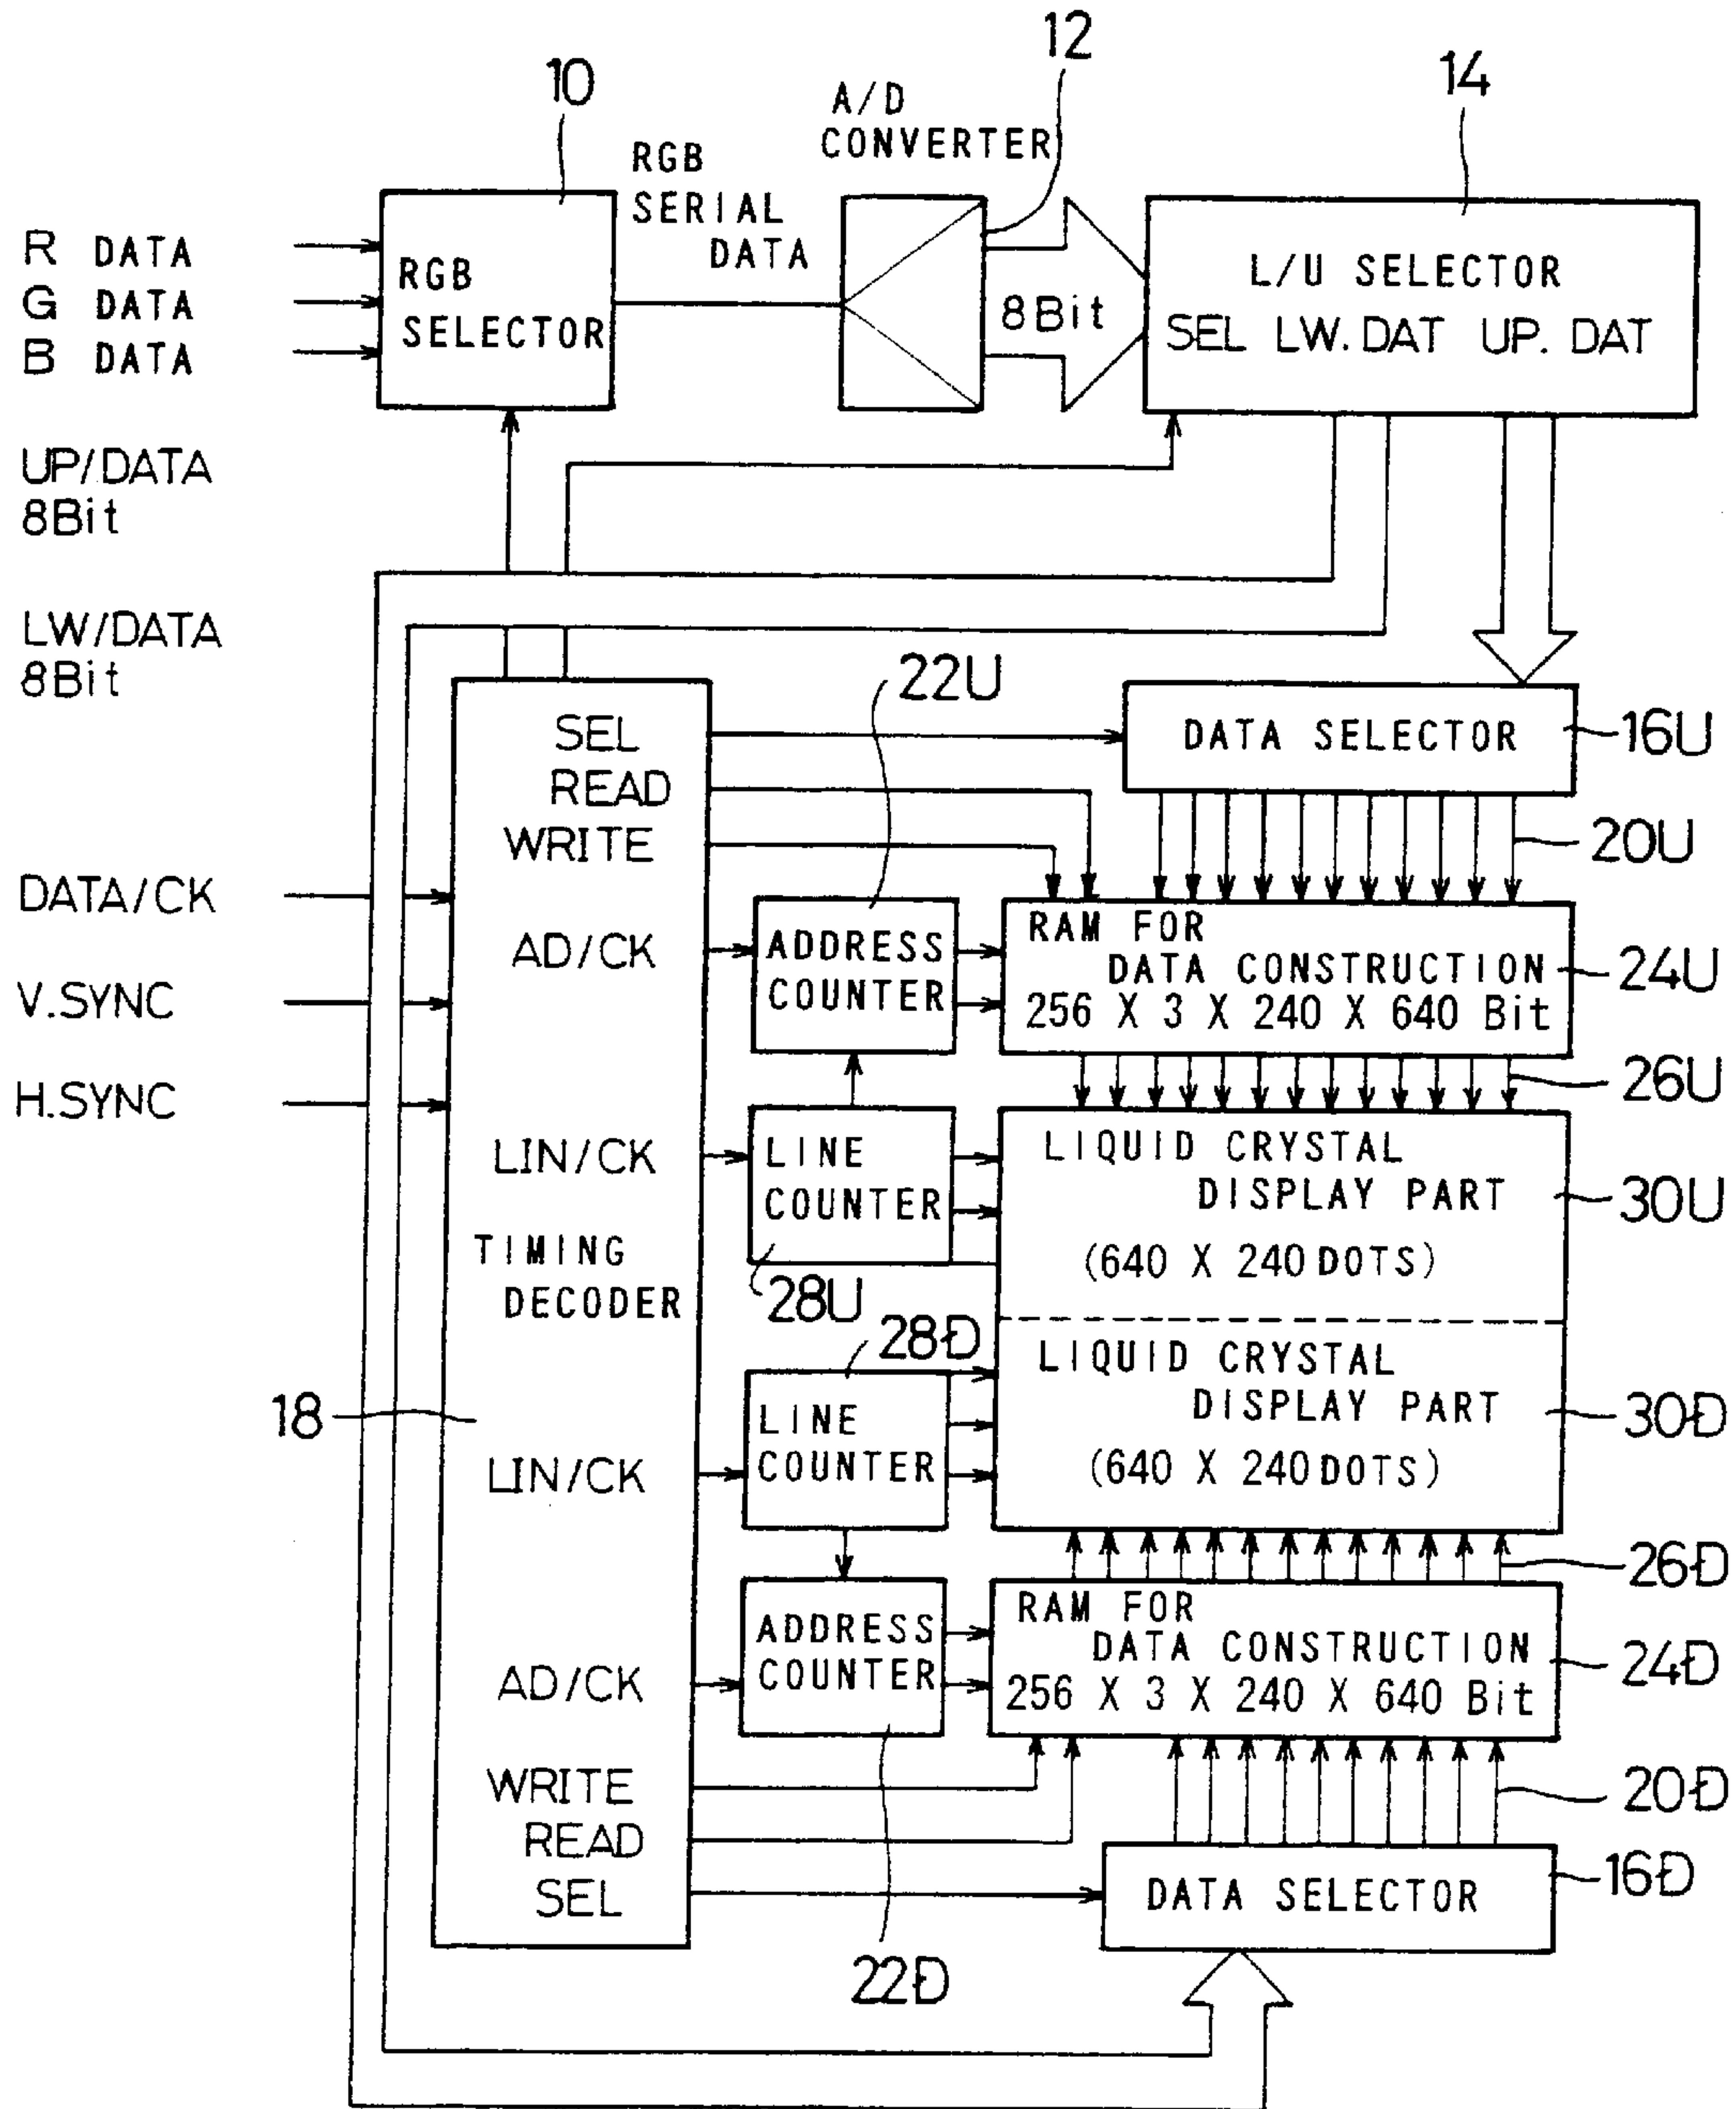 10
12
14
A/D
CONVERTER
RGB
SERIAL
DATA
R DATA
G DATA
B DATA
RGB
SELECTOR
8Bit
L/U SELECTOR
SEL LW.DAT UP.DAT
UP/DATA
8Bit
LW/DATA
8Bit
22U
SEL
READ
WRITE
DATA SELECTOR
16U
20U
DATA/CK
V.SYNC
H.SYNC
AD/CK
ADDRESS
COUNTER
RAM FOR
DATA CONSTRUCTION
256 X 3 X 240 X 640 Bit
24U
26U
LIN/CK
LINE
COUNTER
28U
LIQUID CRYSTAL
DISPLAY PART
(640 X 240 DOTS)
30U
TIMING
DECODER
18
28D
LIN/CK
LINE
COUNTER
LIQUID CRYSTAL
DISPLAY PART
(640 X 240 DOTS)
30D
26D
AD/CK
ADDRESS
COUNTER
RAM FOR
DATA CONSTRUCTION
256 X 3 X 240 X 640 Bit
24D
WRITE
READ
SEL
20D
DATA SELECTOR
16D
22D